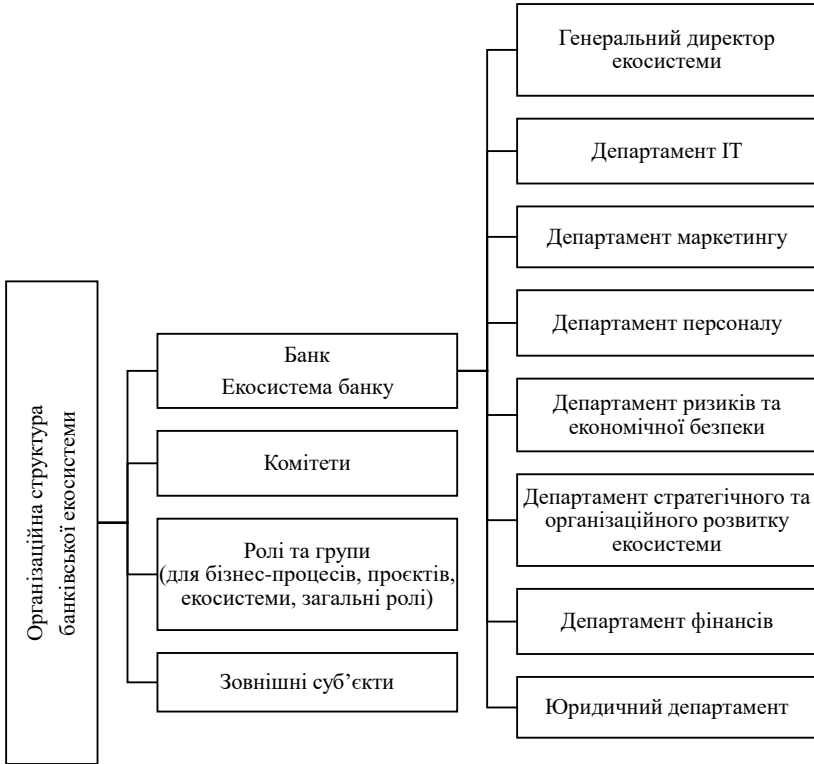 Організаційна структура
банківської екосистеми
Банк
Екосистема банку
Комітети
Ролі та групи
(для бізнес-процесів, проєктів,
екосистеми, загальні ролі)
Зовнішні суб’єкти
Генеральний директор
екосистеми
Департамент ІТ
Департамент маркетингу
Департамент персоналу
Департамент ризиків та
економічної безпеки
Департамент стратегічного та
організаційного розвитку
екосистеми
Департамент фінансів
Юридичний департамент